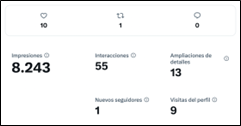 10 1 0
Impresiones Interacciones Ampliaciones de detalles
8.243 55 13
Nuevos seguidores Visitas del perfil
1 9